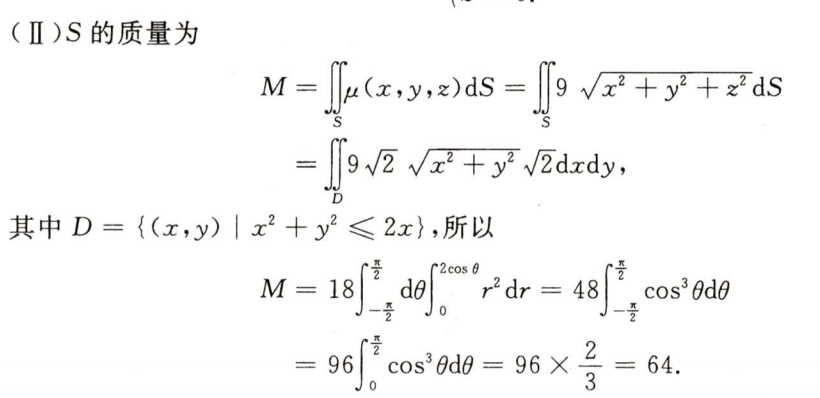 (Ⅱ)S 的质量为
M = ∬_S μ(x,y,z)dS = ∬_S 9 √(x² + y² + z²) dS
= ∬_D 9√2 √(x² + y²) √2 dxdy,
其中 D = {(x,y) | x² + y² ≤ 2x},所以
M = 18∫_{-π/2}^{π/2} dθ∫_0^{2cos θ} r² dr = 48∫_{-π/2}^{π/2} cos³θdθ
= 96∫_0^{π/2} cos³θdθ = 96 × 2/3 = 64.